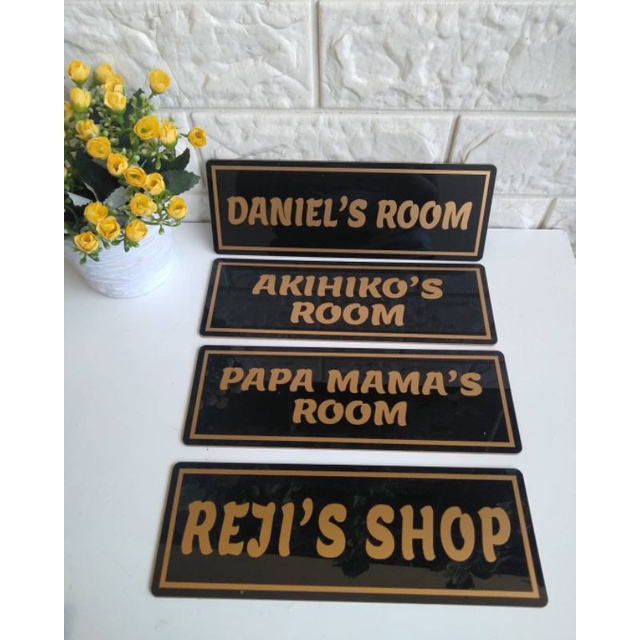 DANIEL'S ROOM
AKIHIKO'S
ROOM
PAPA MAMA'S
ROOM
REJI'S SHOP